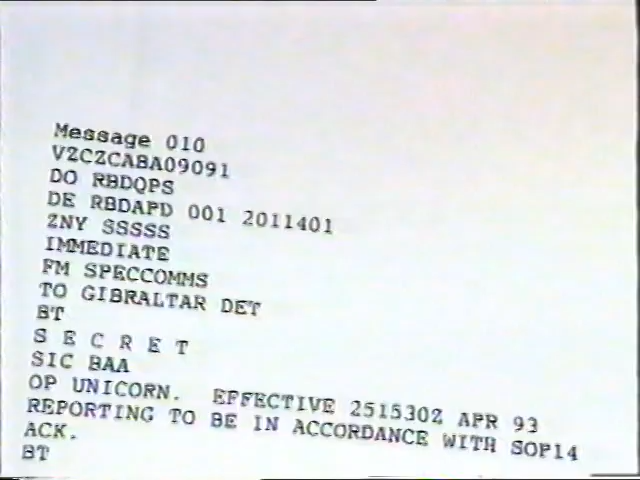 Message 010
VZCZCABA09091
DO RBDQPS
DE RBDAPD 001 2011401
ZNY SSSSS
IMMEDIATE
FM SPECCOMMS
TO GIBRALTAR DET
BT
S E C R E T
SIC BAA
OP UNICORN. EFFECTIVE 251530Z APR 93
REPORTING TO BE IN ACCORDANCE WITH SOP14
ACK.
BT